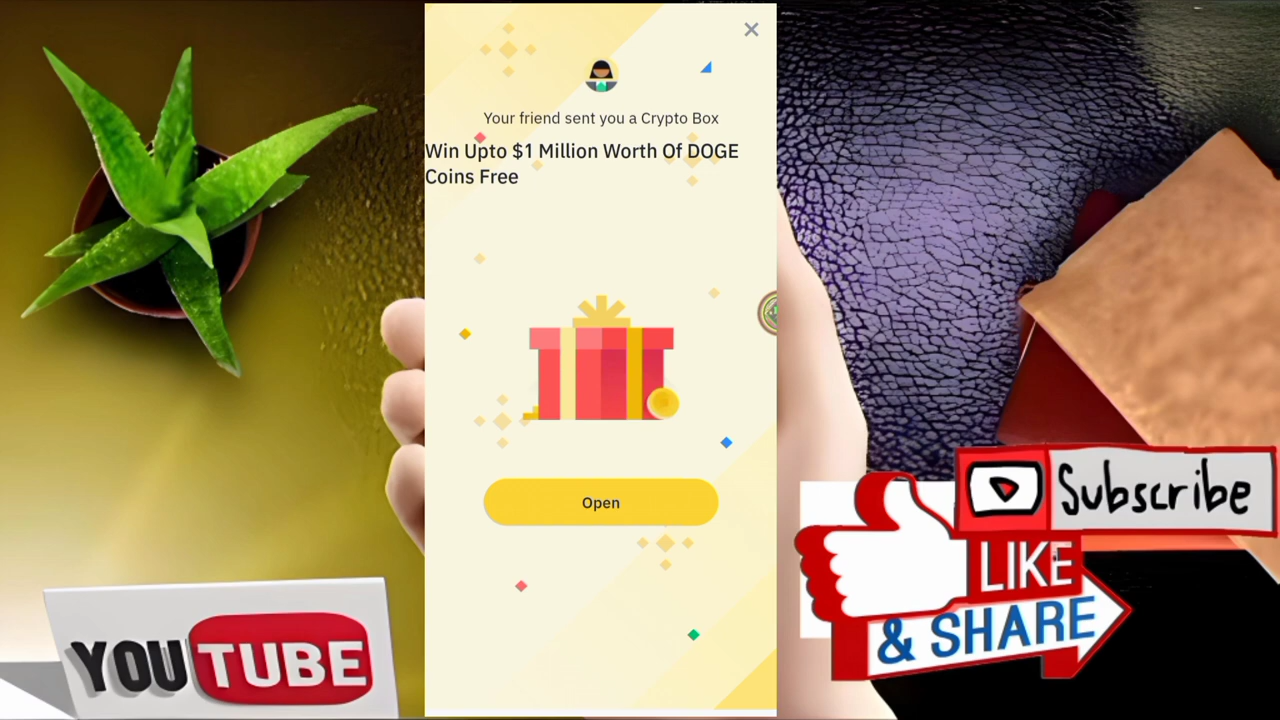 Your friend sent you a Crypto Box
Win Upto $1 Million Worth Of DOGE
Coins Free
Open
Subscribe
LIKE
& SHARE
YOUTUBE